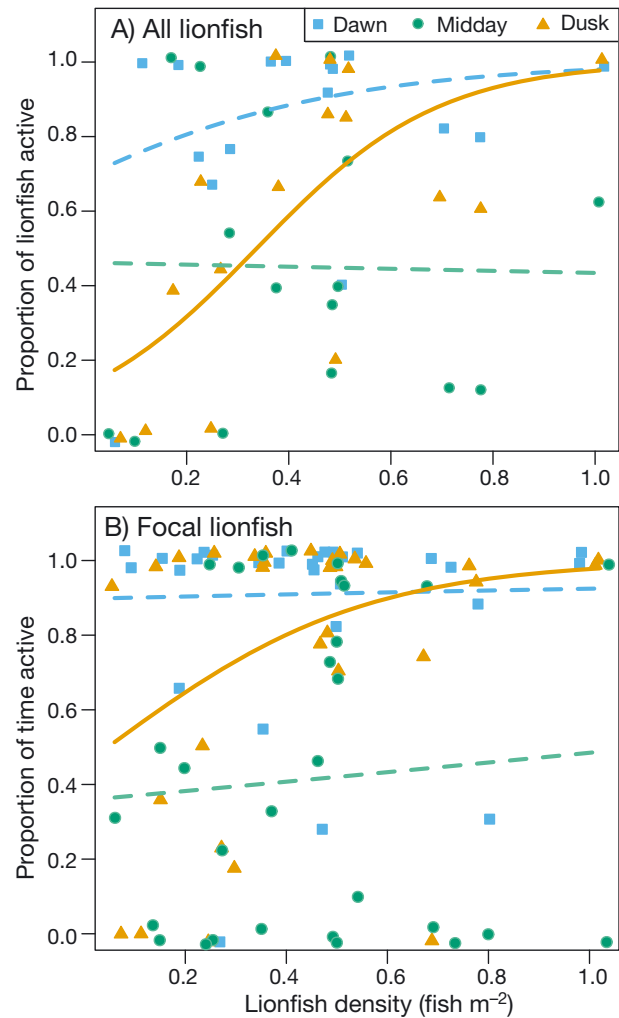 A) All lionfish
Dawn Midday Dusk
Proportion of lionfish active
1.0
0.8
0.6
0.4
0.2
0.0
0.2 0.4 0.6 0.8 1.0
B) Focal lionfish
Proportion of time active
1.0
0.8
0.6
0.4
0.2
0.0
0.2 0.4 0.6 0.8 1.0
Lionfish density (fish m⁻²)